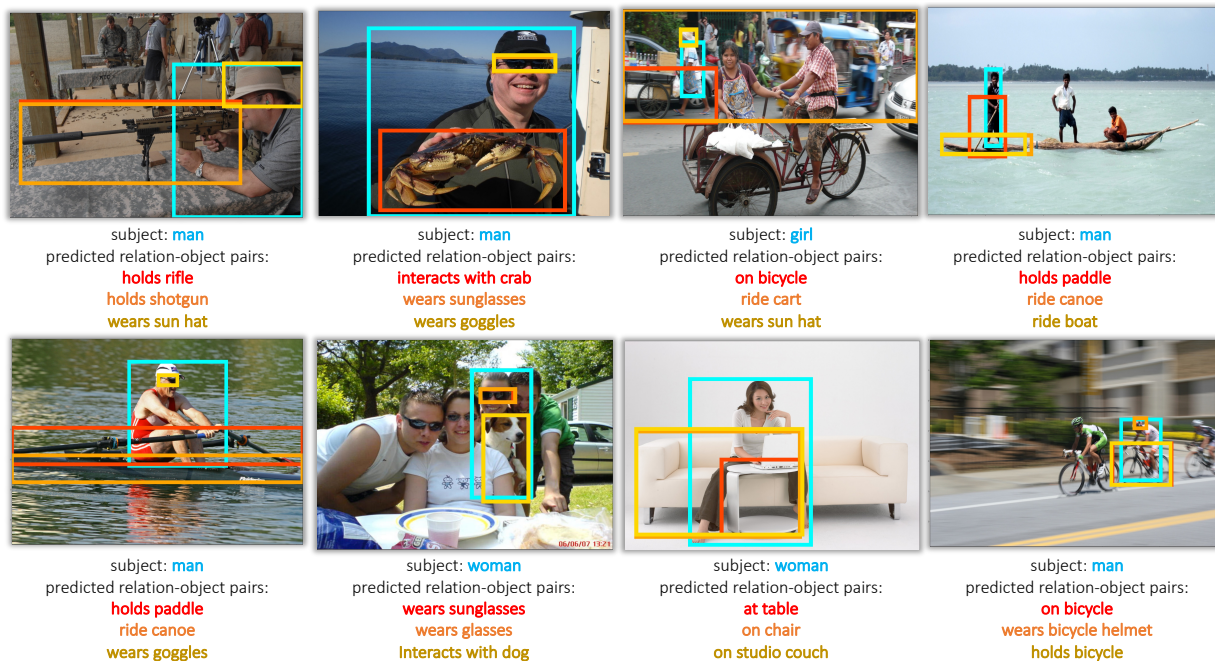 subject: man
predicted relation-object pairs:
holds rifle
holds shotgun
wears sun hat
subject: man
predicted relation-object pairs:
interacts with crab
wears sunglasses
wears goggles
subject: girl
predicted relation-object pairs:
on bicycle
ride cart
wears sun hat
subject: man
predicted relation-object pairs:
holds paddle
ride canoe
ride boat
06/06/07 13:21
subject: man
predicted relation-object pairs:
holds paddle
ride canoe
wears goggles
subject: woman
predicted relation-object pairs:
wears sunglasses
wears glasses
Interacts with dog
subject: woman
predicted relation-object pairs:
at table
on chair
on studio couch
subject: man
predicted relation-object pairs:
on bicycle
wears bicycle helmet
holds bicycle